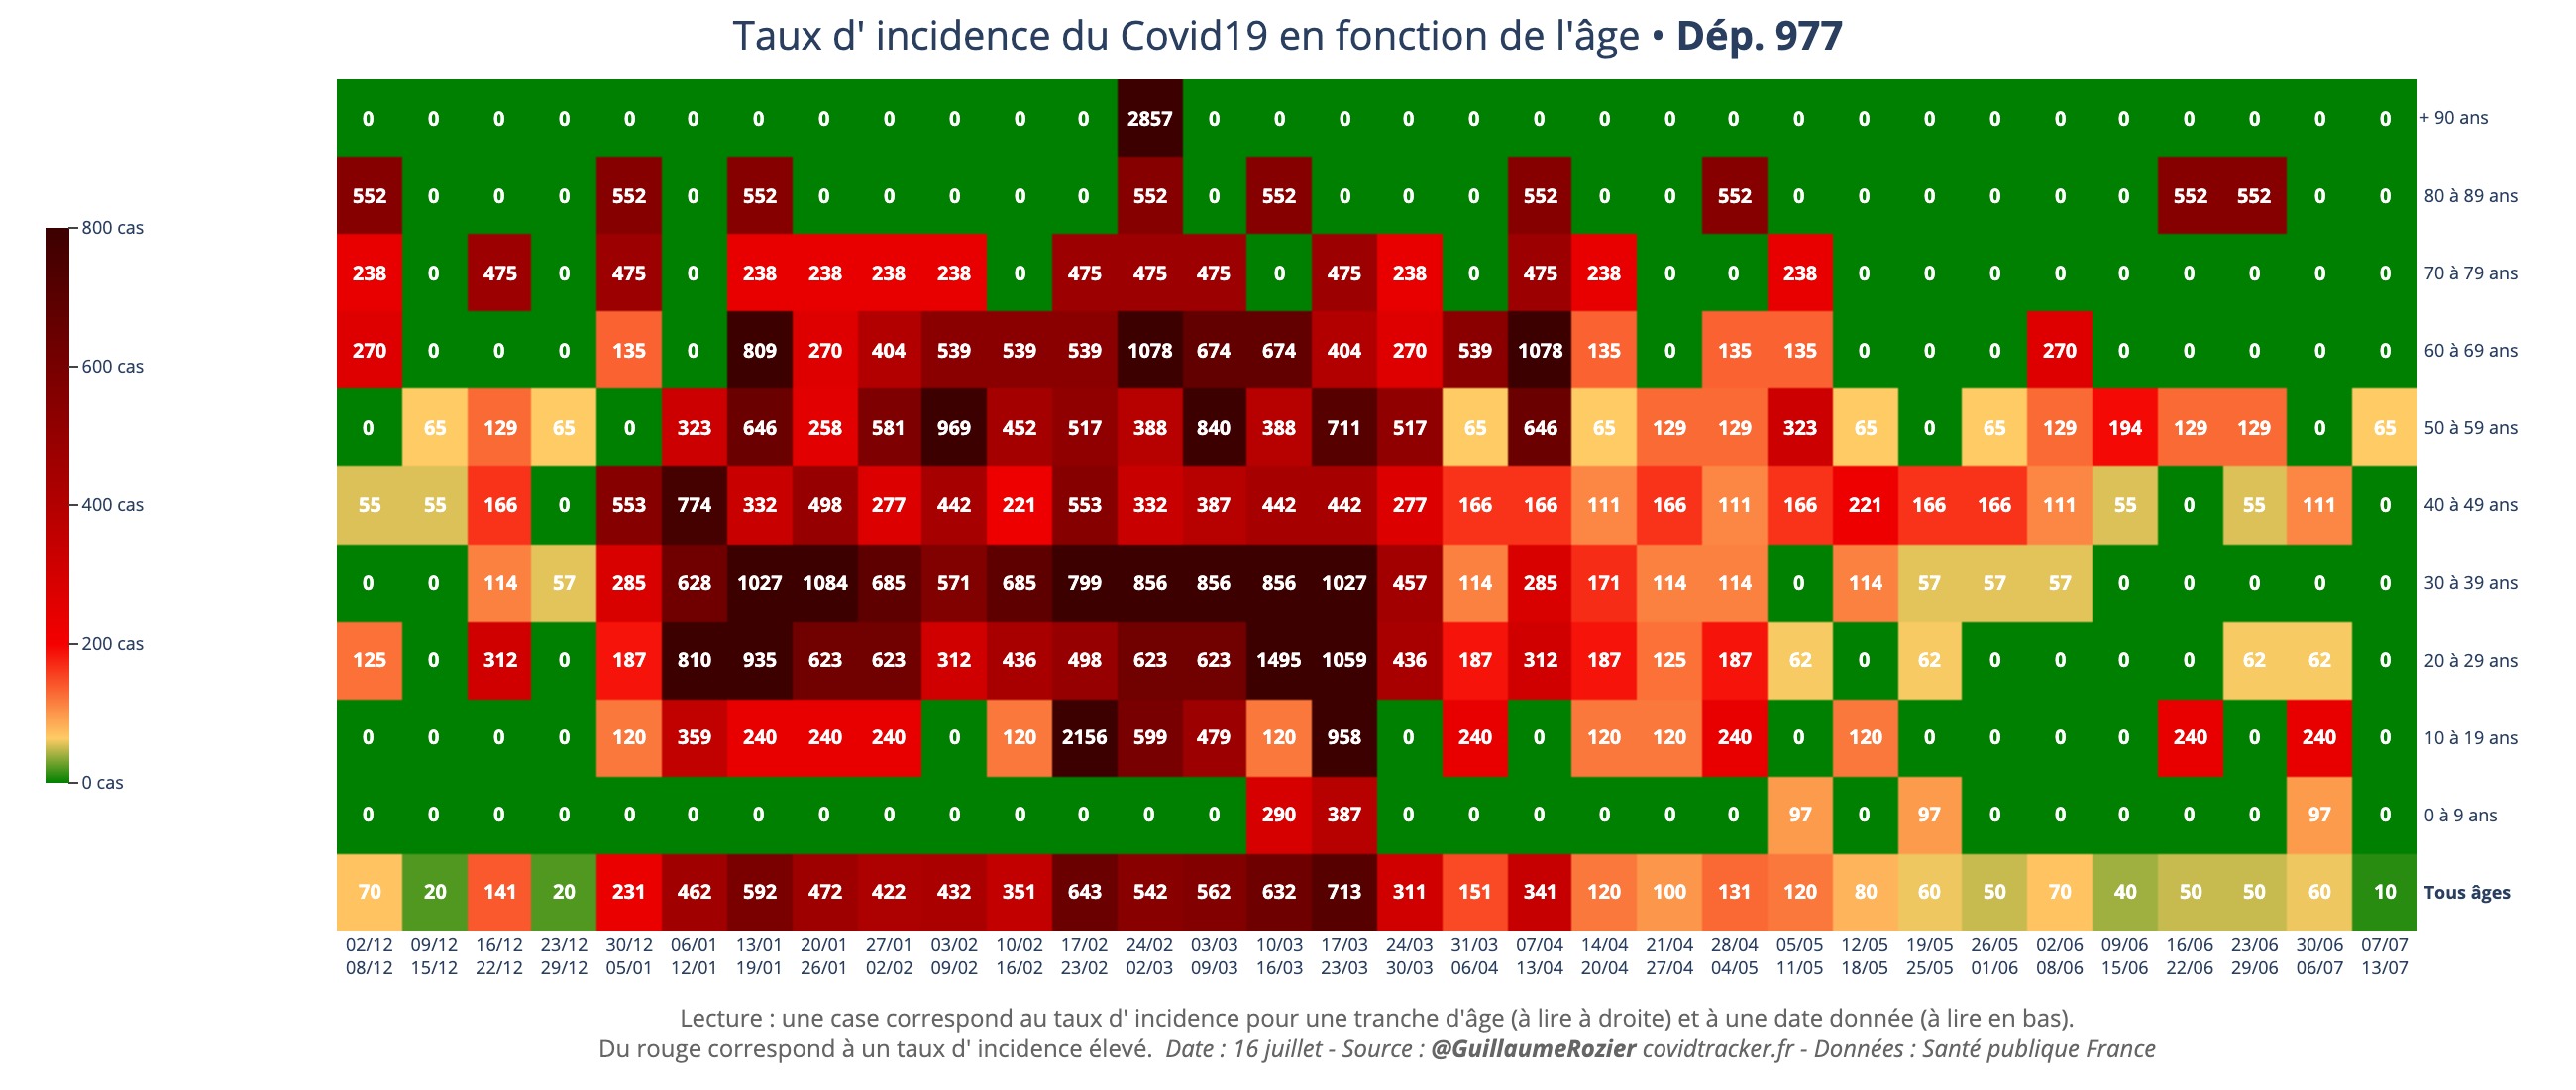 Taux d' incidence du Covid19 en fonction de l'âge • Dép. 977
800 cas
600 cas
400 cas
200 cas
0 cas
0 0 0 0 0 0 0 0 0 0 0 0 2857 0 0 0 0 0 0 0 0 0 0 0 0 0 0 0 0 0 0 0 + 90 ans
552 0 0 0 552 0 552 0 0 0 0 0 552 0 552 0 0 0 552 0 0 552 0 0 0 0 0 0 552 552 0 0 80 à 89 ans
238 0 475 0 475 0 238 238 238 238 0 475 475 475 0 475 238 0 475 238 0 0 238 0 0 0 0 0 0 0 0 0 70 à 79 ans
270 0 0 0 135 0 809 270 404 539 539 539 1078 674 674 404 270 539 1078 135 0 135 135 0 0 0 270 0 0 0 0 0 60 à 69 ans
0 65 129 65 0 323 646 258 581 969 452 517 388 840 388 711 517 65 646 65 129 129 323 65 0 65 129 194 129 129 0 65 50 à 59 ans
55 55 166 0 553 774 332 498 277 442 221 553 332 387 442 442 277 166 166 111 166 111 166 221 166 166 111 55 0 55 111 0 40 à 49 ans
0 0 114 57 285 628 1027 1084 685 571 685 799 856 856 856 1027 457 114 285 171 114 114 0 114 57 57 57 0 0 0 0 0 30 à 39 ans
125 0 312 0 187 810 935 623 623 312 436 498 623 623 1495 1059 436 187 312 187 125 187 62 0 62 0 0 0 0 62 62 0 20 à 29 ans
0 0 0 0 120 359 240 240 240 0 120 2156 599 479 120 958 0 240 0 120 120 240 0 120 0 0 0 0 240 0 240 0 10 à 19 ans
0 0 0 0 0 0 0 0 0 0 0 0 0 0 290 387 0 0 0 0 0 0 97 0 97 0 0 0 0 0 97 0 0 à 9 ans
70 20 141 20 231 462 592 472 422 432 351 643 542 562 632 713 311 151 341 120 100 131 120 80 60 50 70 40 50 50 60 10 Tous âges
02/12 09/12 16/12 23/12 30/12 06/01 13/01 20/01 27/01 03/02 10/02 17/02 24/02 03/03 10/03 17/03 24/03 31/03 07/04 14/04 21/04 28/04 05/05 12/05 19/05 26/05 02/06 09/06 16/06 23/06 30/06 07/07
08/12 15/12 22/12 29/12 05/01 12/01 19/01 26/01 02/02 09/02 16/02 23/02 02/03 09/03 16/03 23/03 30/03 06/04 13/04 20/04 27/04 04/05 11/05 18/05 25/05 01/06 08/06 15/06 22/06 29/06 06/07 13/07
Lecture : une case correspond au taux d' incidence pour une tranche d'âge (à lire à droite) et à une date donnée (à lire en bas).
Du rouge correspond à un taux d' incidence élevé. Date : 16 juillet - Source : @GuillaumeRozier covidtracker.fr - Données : Santé publique France